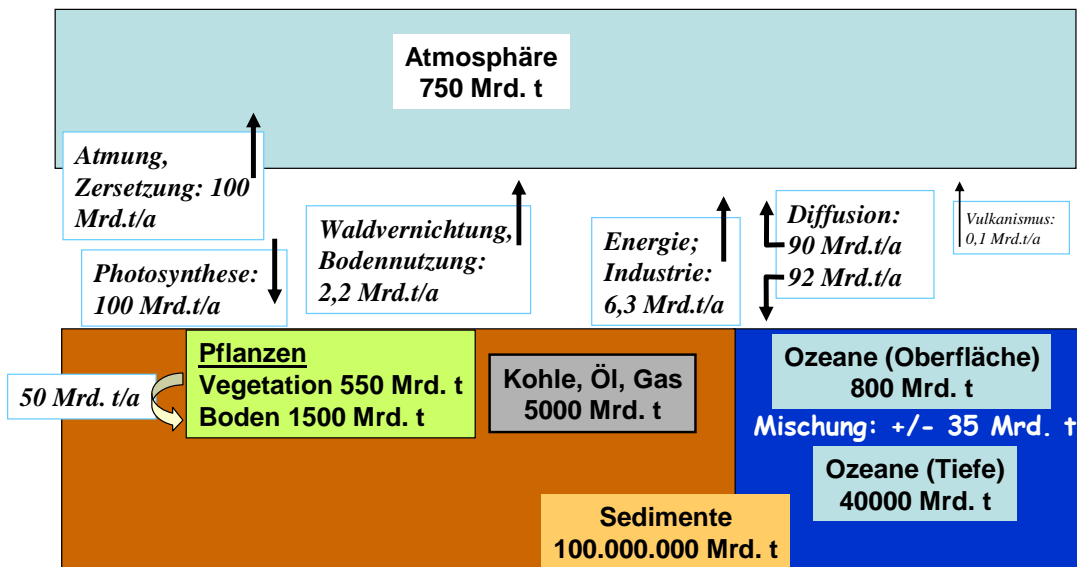 Atmosphäre
750 Mrd. t
Atmung,
Zersetzung: 100
Mrd.t/a
Photosynthese:
100 Mrd.t/a
Waldvernichtung,
Bodennutzung:
2,2 Mrd.t/a
Energie;
Industrie:
6,3 Mrd.t/a
Diffusion:
90 Mrd.t/a
92 Mrd.t/a
Vulkanismus:
0,1 Mrd.t/a
50 Mrd. t/a
Pflanzen
Vegetation 550 Mrd. t
Boden 1500 Mrd. t
Kohle, Öl, Gas
5000 Mrd. t
Ozeane (Oberfläche)
800 Mrd. t
Mischung: +/- 35 Mrd. t
Ozeane (Tiefe)
40000 Mrd. t
Sedimente
100.000.000 Mrd. t